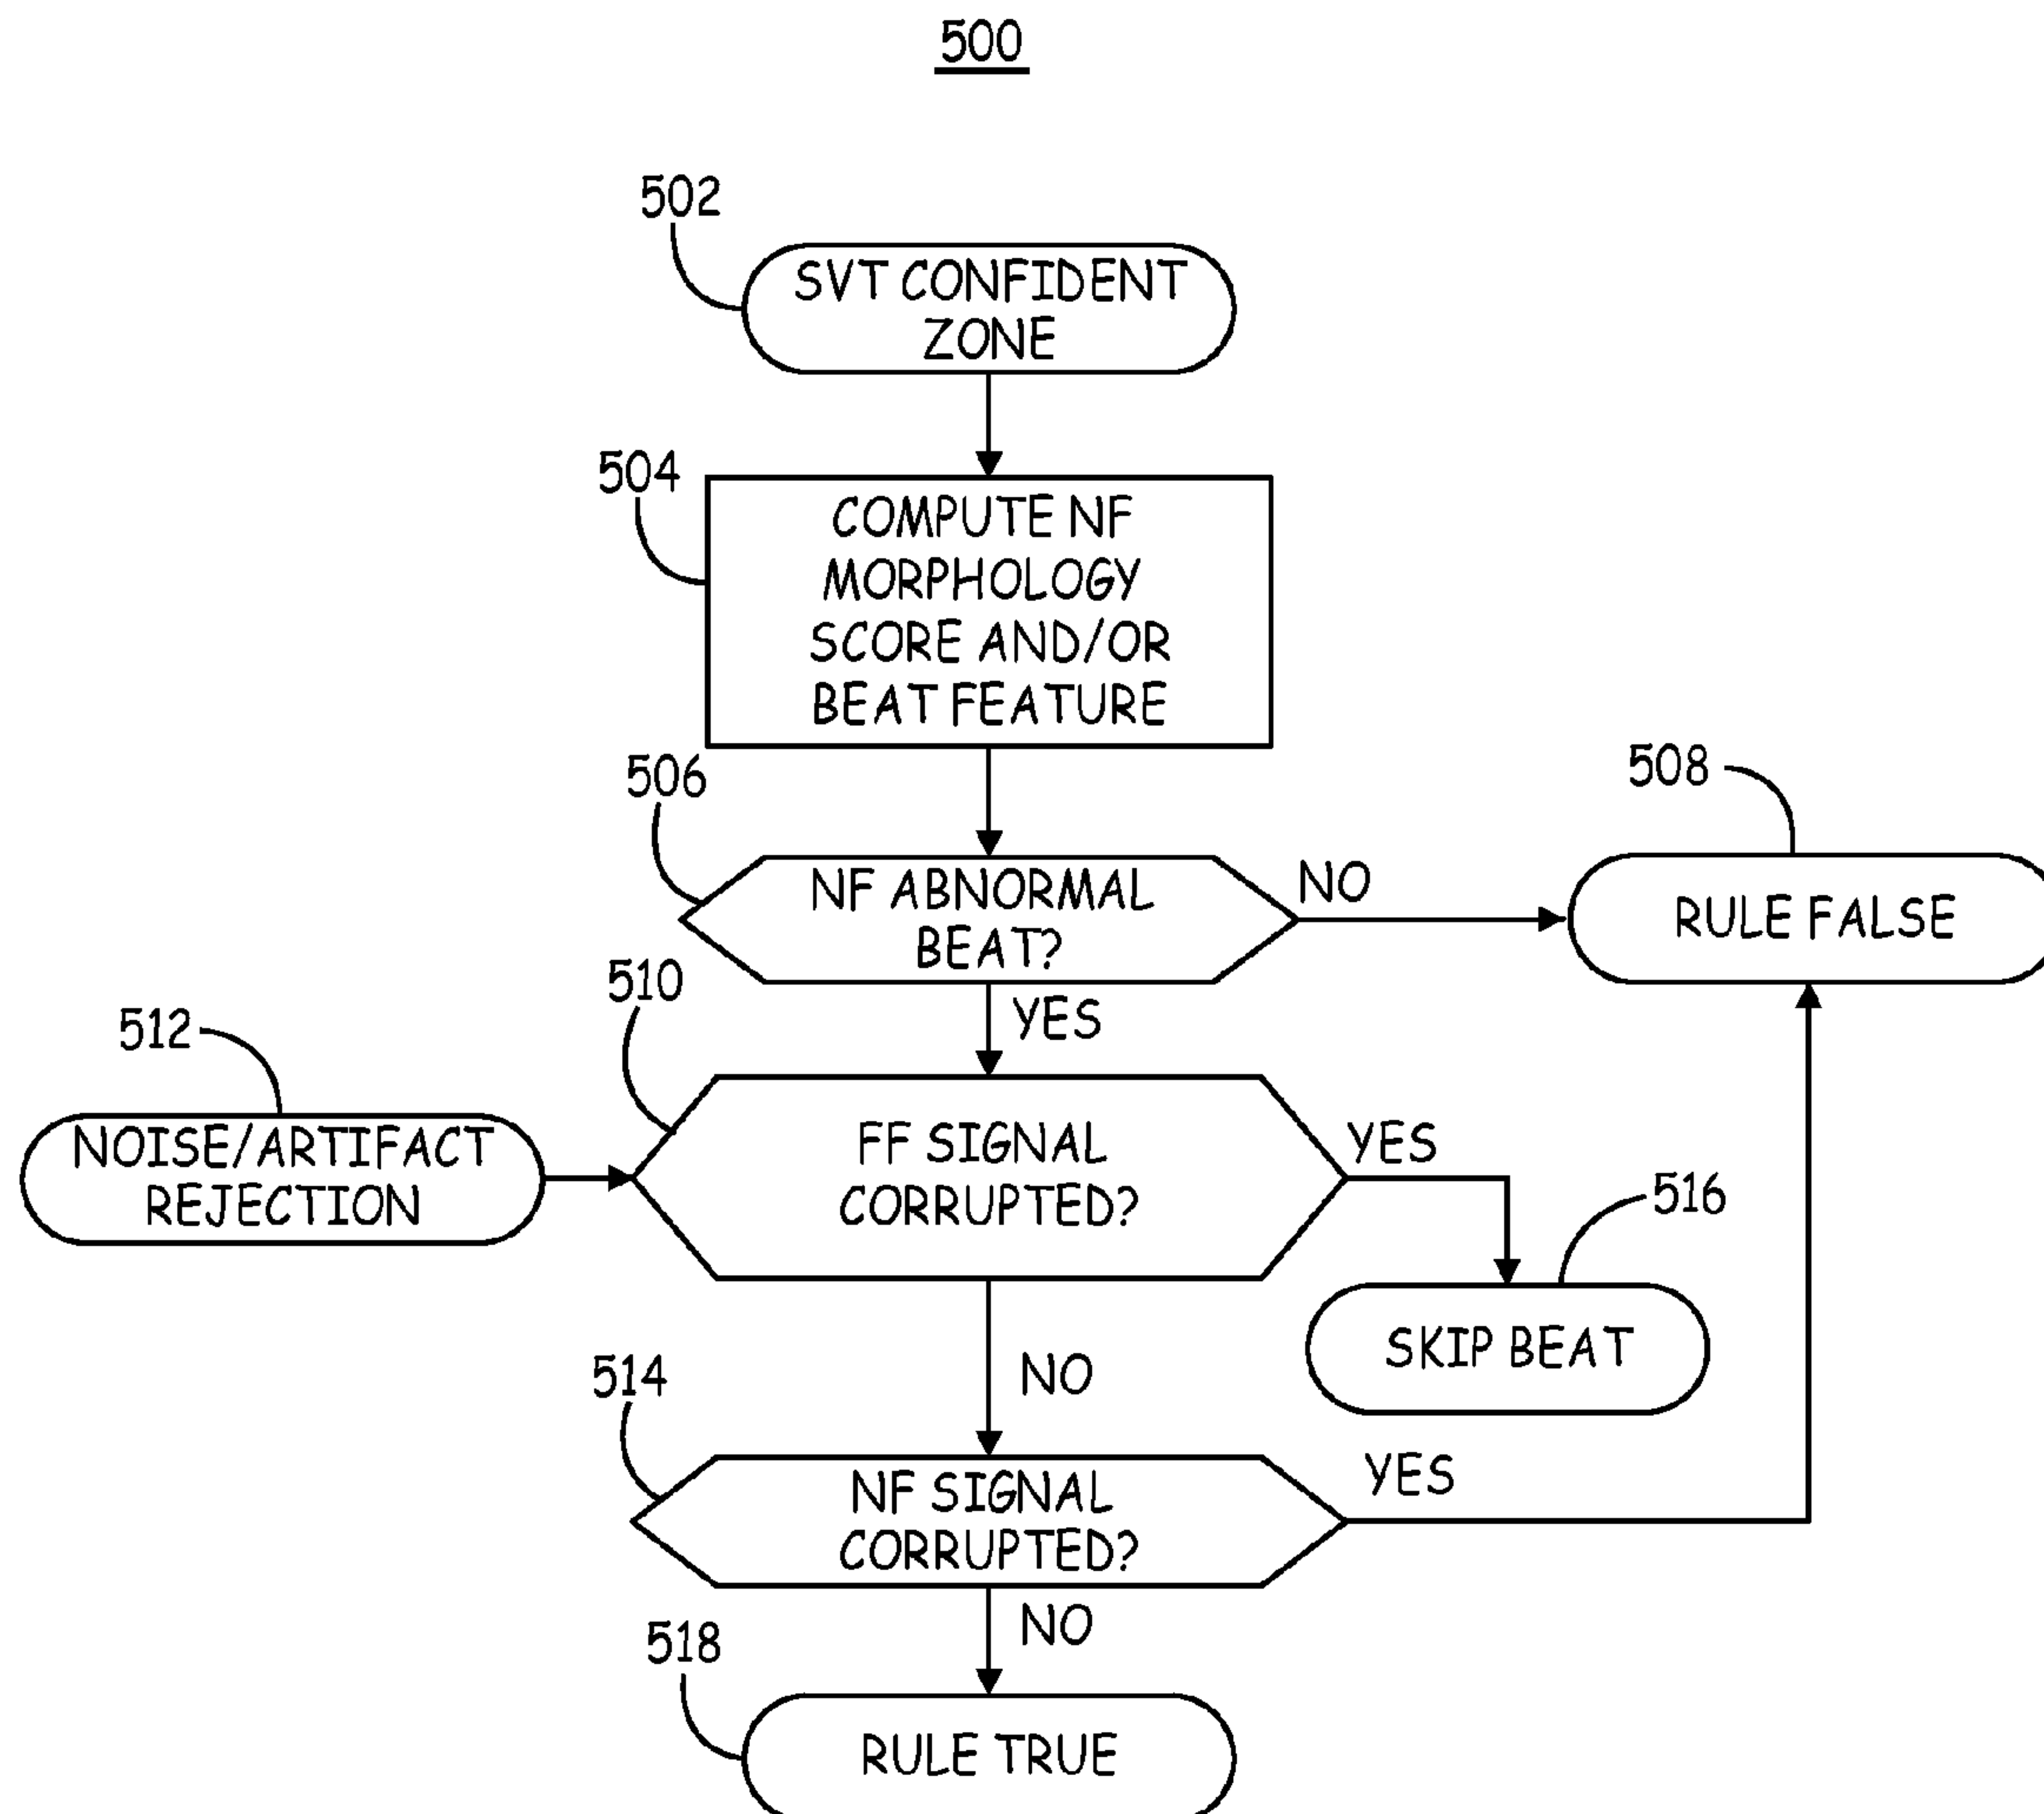 500
502
SVT CONFIDENT
ZONE
504
COMPUTE NF
MORPHOLOGY
SCORE AND/OR
BEAT FEATURE
506
NF ABNORMAL
BEAT?
NO
508
RULE FALSE
YES
510
512
NOISE/ARTIFACT
REJECTION
FF SIGNAL
CORRUPTED?
YES
516
SKIP BEAT
NO
514
NF SIGNAL
CORRUPTED?
YES
NO
518
RULE TRUE